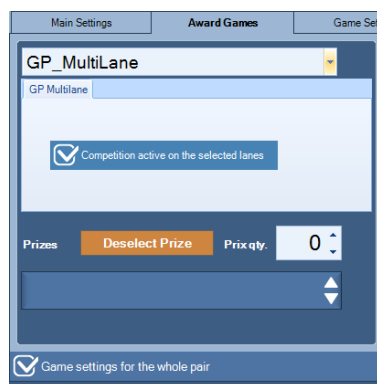 Main Settings Award Games Game Set
GP_MultiLane
GP Multilane
Competition active on the selected lanes
Prizes Deselect Prize Prix qty. 0
Game settings for the whole pair